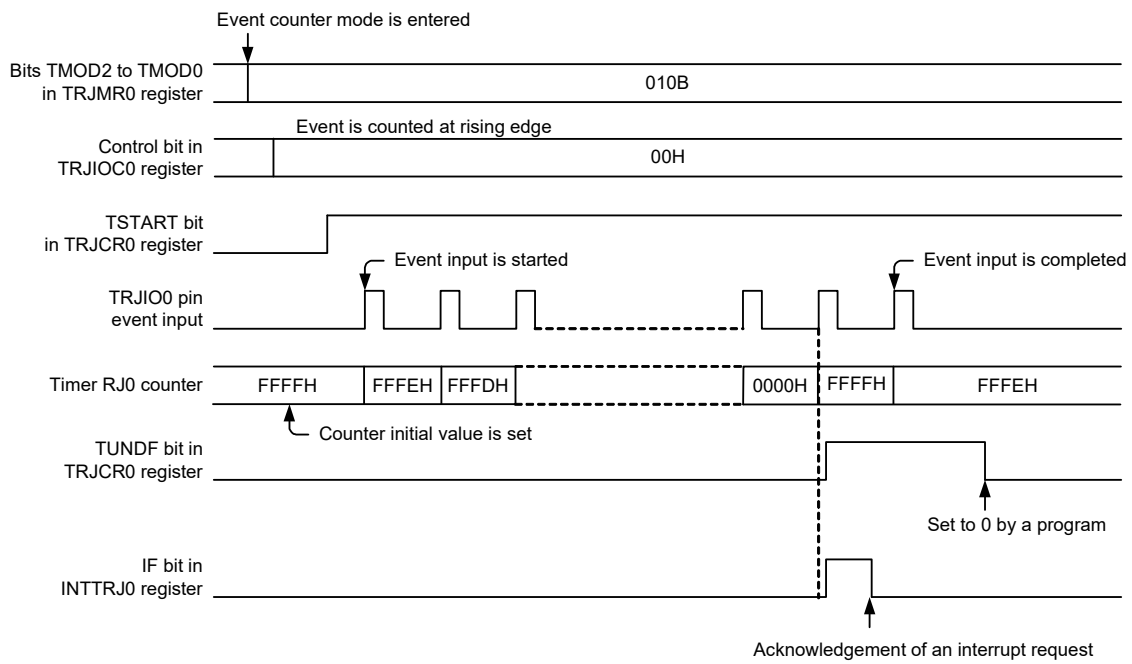 Event counter mode is entered
Bits TMOD2 to TMOD0
in TRJMR0 register
010B
Event is counted at rising edge
Control bit in
TRJIOC0 register
00H
TSTART bit
in TRJCR0 register
Event input is started
Event input is completed
TRJIO0 pin
event input
Timer RJ0 counter
FFFFH
FFFEH
FFFDH
0000H
FFFFH
FFFEH
Counter initial value is set
TUNDF bit in
TRJCR0 register
Set to 0 by a program
IF bit in
INTTRJ0 register
Acknowledgement of an interrupt request